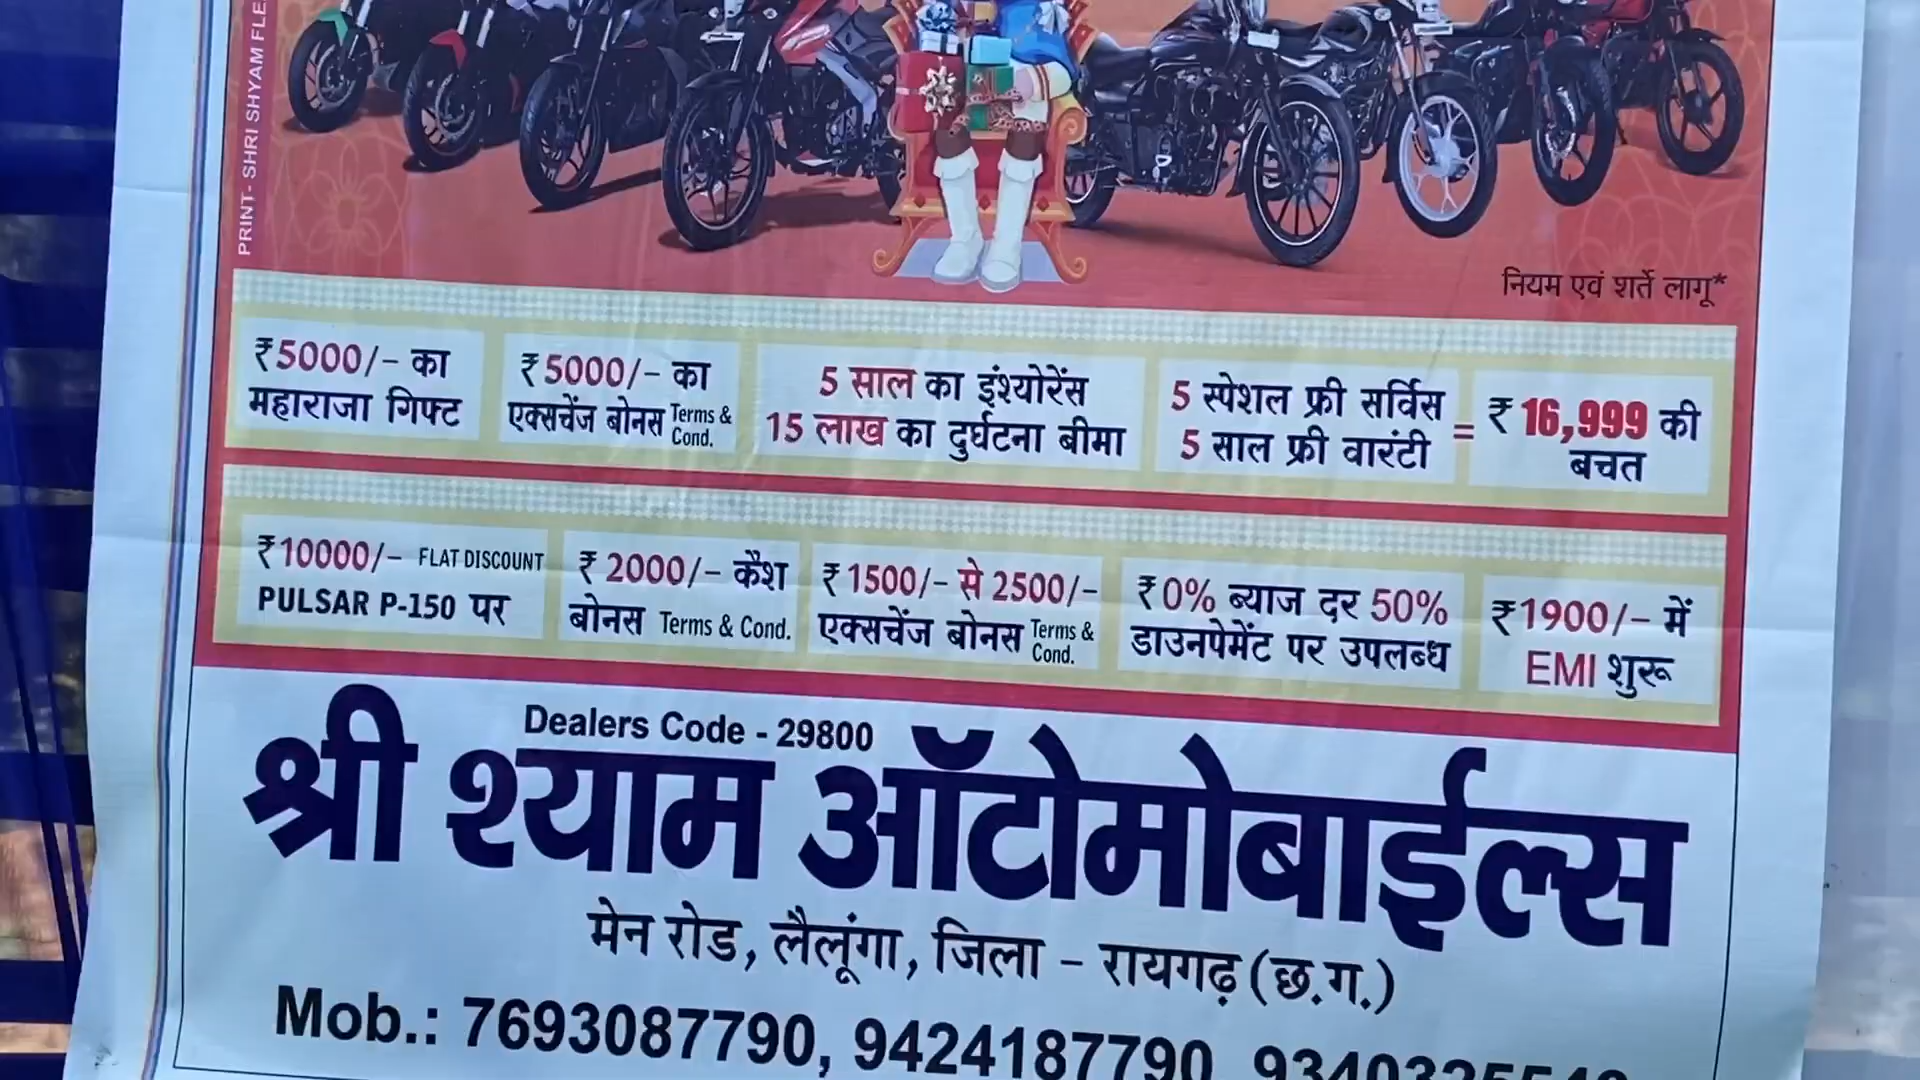 PRINT- SHRI SHYAM FLE
नियम एवं शर्ते लागू*
₹5000/- का
महाराजा गिफ्ट
₹5000/- का
एक्सचेंज बोनस Terms & Cond.
5 साल का इंश्योरेंस
15 लाख का दुर्घटना बीमा
5 स्पेशल फ्री सर्विस
5 साल फ्री वारंटी
=
₹16,999 की
बचत
₹10000/- FLAT DISCOUNT
PULSAR P-150 पर
₹ 2000/- कैश
बोनस Terms & Cond.
₹1500/- से 2500/-
एक्सचेंज बोनस Terms & Cond.
₹0% ब्याज दर 50%
डाउनपेमेंट पर उपलब्ध
₹1900/- में
EMI शुरू
Dealers Code - 29800
श्री श्याम ऑटोमोबाईल्स
मेन रोड, लैलूंगा, जिला - रायगढ़ (छ.ग.)
Mob.: 7693087790, 9424187790,